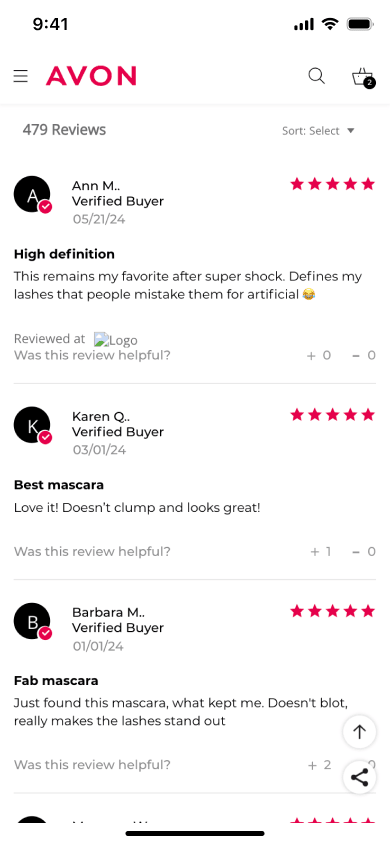 9:41
AVON
2
479 Reviews
Sort: Select
A
Ann M..
Verified Buyer
05/21/24
High definition
This remains my favorite after super shock. Defines my
lashes that people mistake them for artificial 😂
Reviewed at Logo
Was this review helpful? + 0 – 0
K
Karen Q..
Verified Buyer
03/01/24
Best mascara
Love it! Doesn't clump and looks great!
Was this review helpful? + 1 – 0
B
Barbara M..
Verified Buyer
01/01/24
Fab mascara
Just found this mascara, what kept me. Doesn't blot,
really makes the lashes stand out
Was this review helpful? + 2 0